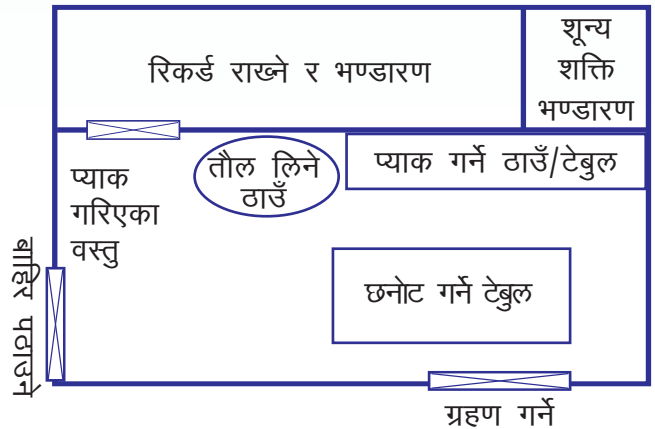 रिकर्ड राख्ने र भण्डारण
शून्य
शक्ति
भण्डारण
प्याक
गरिएका
वस्तु
तौल लिने
ठाउँ
प्याक गर्ने ठाउँ/टेबुल
छनोट गर्ने टेबुल
बाहिर पठाउने
ग्रहण गर्ने